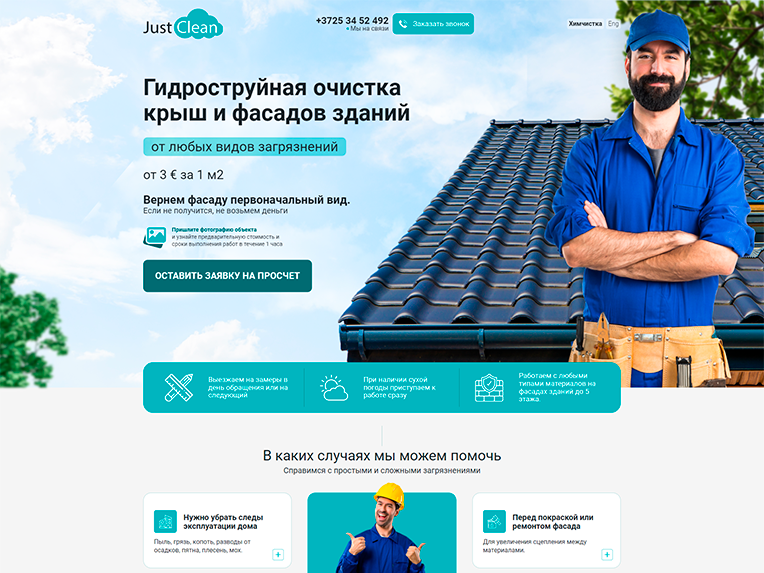 Just Clean
+3725 34 52 492
Мы на связи
Заказать звонок
Химчистка
Eng
Гидроструйная очистка
крыш и фасадов зданий
от любых видов загрязнений
от 3 € за 1 м2
Вернем фасаду первоначальный вид.
Если не получится, не возьмем деньги
Пришлите фотографию объекта
и узнайте предварительную стоимость и
сроки выполнения работ в течение 1 часа
ОСТАВИТЬ ЗАЯВКУ НА ПРОСЧЕТ
Выезжаем на замеры в
день обращения или на
следующий
При наличии сухой
погоды приступаем к
работе сразу
Работаем с любыми
типами материалов на
фасадах зданий до 5
этажа.
В каких случаях мы можем помочь
Справимся с простыми и сложными загрязнениями
Нужно убрать следы
эксплуатации дома
Пыль, грязь, копоть, разводы от
осадков, пятна, плесень, мох.
+
Перед покраской или
ремонтом фасада
Для увеличения сцепления между
материалами.
+